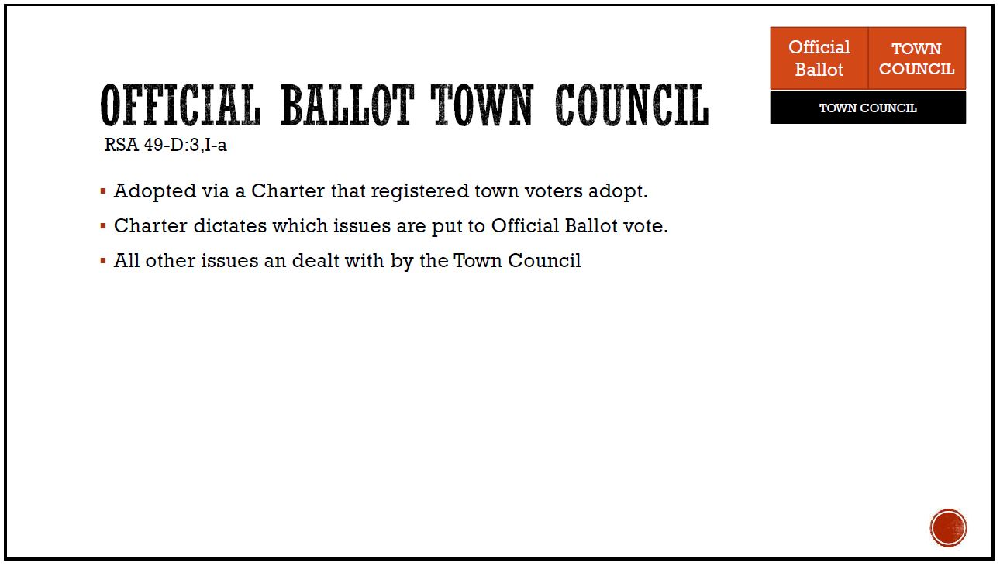 OFFICIAL BALLOT TOWN COUNCIL
RSA 49-D:3,I-a
Official
Ballot
TOWN
COUNCIL
TOWN COUNCIL
▪ Adopted via a Charter that registered town voters adopt.
▪ Charter dictates which issues are put to Official Ballot vote.
▪ All other issues an dealt with by the Town Council